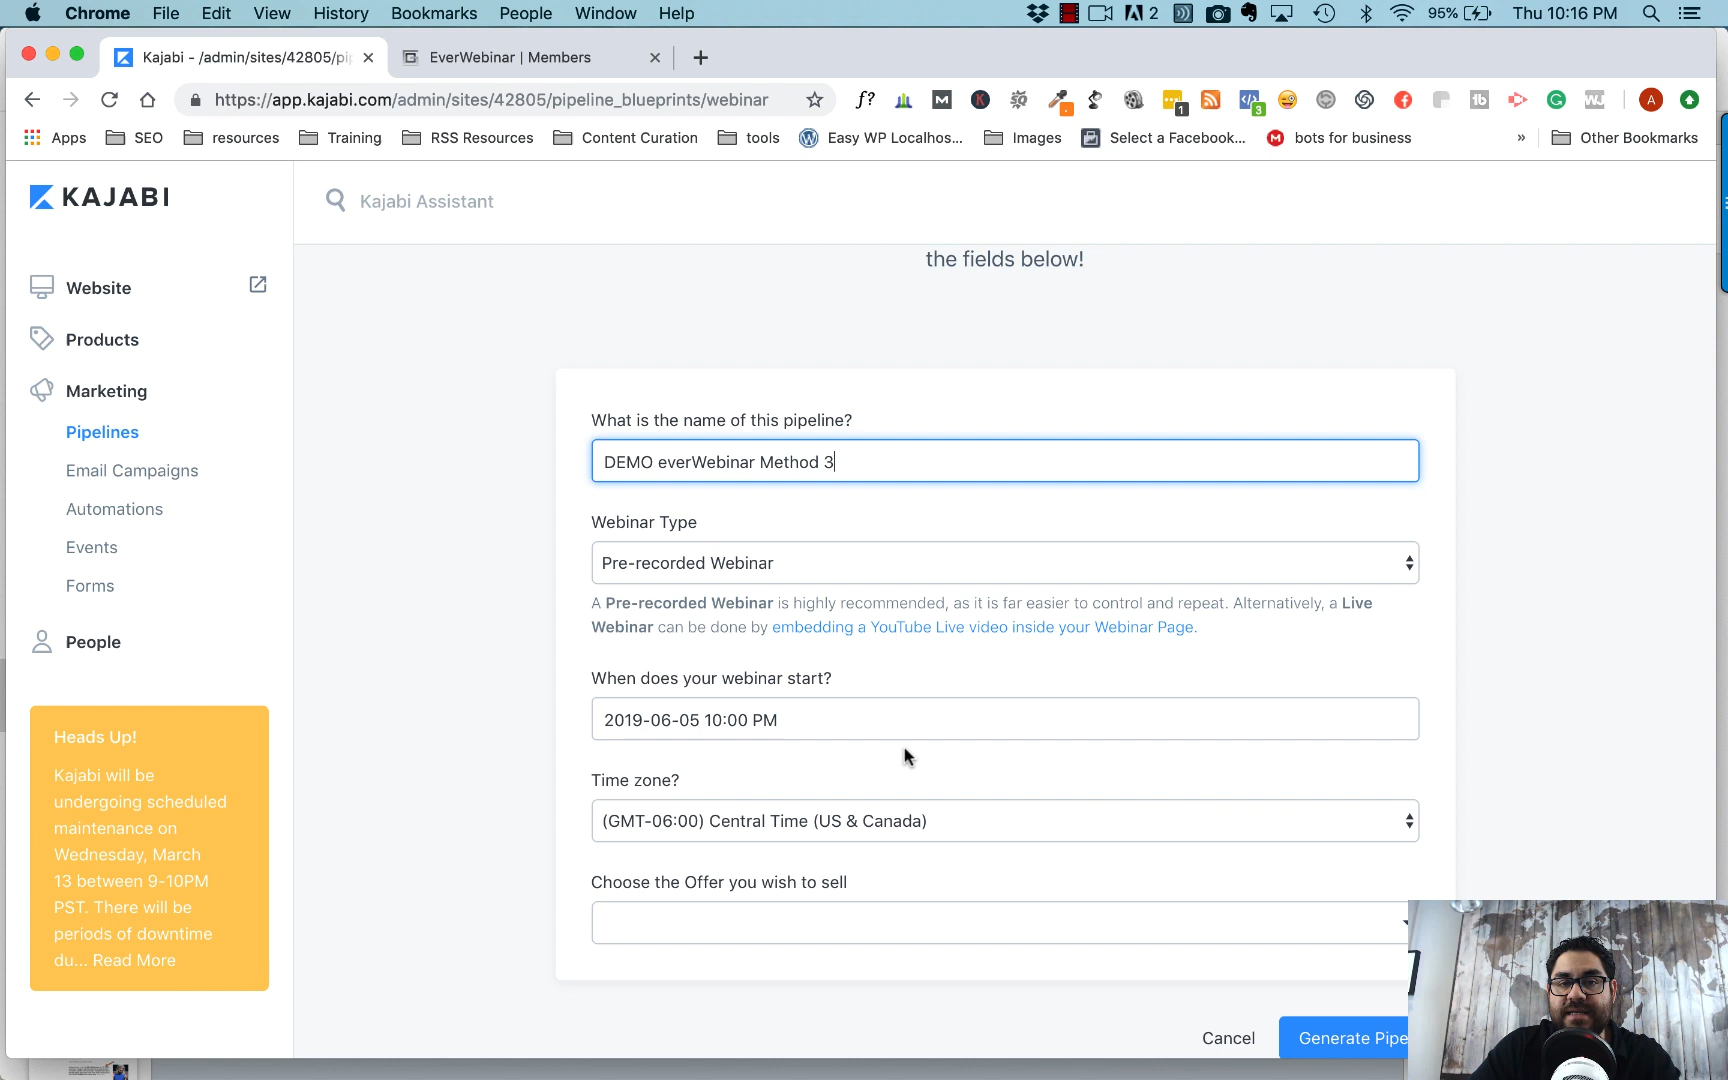 Chrome File Edit View History Bookmarks People Window Help 2 95% Thu 10:16 PM
Kajabi - /admin/sites/42805/pip
EverWebinar | Members
https://app.kajabi.com/admin/sites/42805/pipeline_blueprints/webinar
Apps SEO resources Training RSS Resources Content Curation tools Easy WP Localhos... Images Select a Facebook... bots for business » Other Bookmarks
KAJABI
Kajabi Assistant
the fields below!
Website
Products
Marketing
Pipelines
Email Campaigns
Automations
Events
Forms
People
Heads Up!
Kajabi will be
undergoing scheduled
maintenance on
Wednesday, March
13 between 9-10PM
PST. There will be
periods of downtime
du... Read More
What is the name of this pipeline?
DEMO everWebinar Method 3
Webinar Type
Pre-recorded Webinar
A Pre-recorded Webinar is highly recommended, as it is far easier to control and repeat. Alternatively, a Live
Webinar can be done by embedding a YouTube Live video inside your Webinar Page.
When does your webinar start?
2019-06-05 10:00 PM
Time zone?
(GMT-06:00) Central Time (US & Canada)
Choose the Offer you wish to sell
Cancel
Generate Pipe